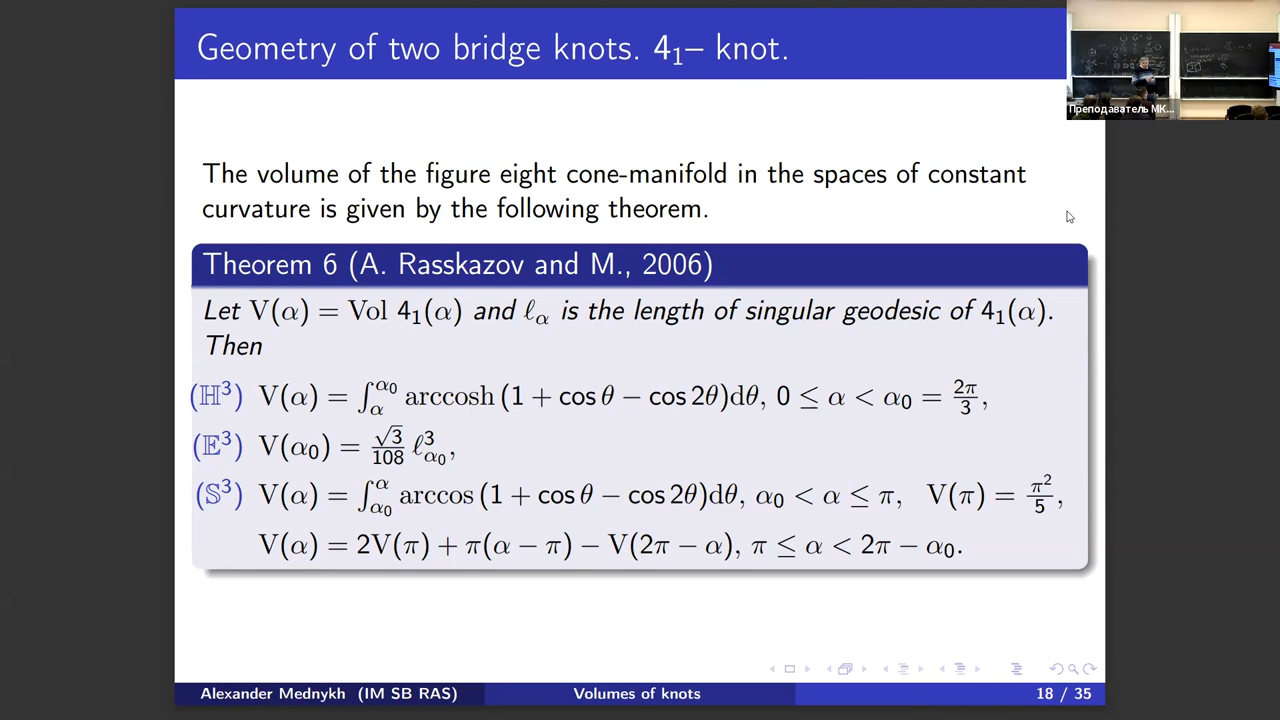 Geometry of two bridge knots. 4₁– knot.
Преподаватель МК...
The volume of the figure eight cone-manifold in the spaces of constant
curvature is given by the following theorem.
Theorem 6 (A. Rasskazov and M., 2006)
Let V(α) = Vol 4₁(α) and ℓ_α is the length of singular geodesic of 4₁(α).
Then
(ℍ³) V(α) = ∫_α^{α₀} arccosh (1 + cos θ − cos 2θ)dθ, 0 ≤ α < α₀ = 2π/3,
(𝔼³) V(α₀) = √3/108 ℓ³_{α₀},
(𝕊³) V(α) = ∫_{α₀}^α arccos (1 + cos θ − cos 2θ)dθ, α₀ < α ≤ π, V(π) = π²/5,
V(α) = 2V(π) + π(α − π) − V(2π − α), π ≤ α < 2π − α₀.
Alexander Mednykh (IM SB RAS) Volumes of knots 18 / 35